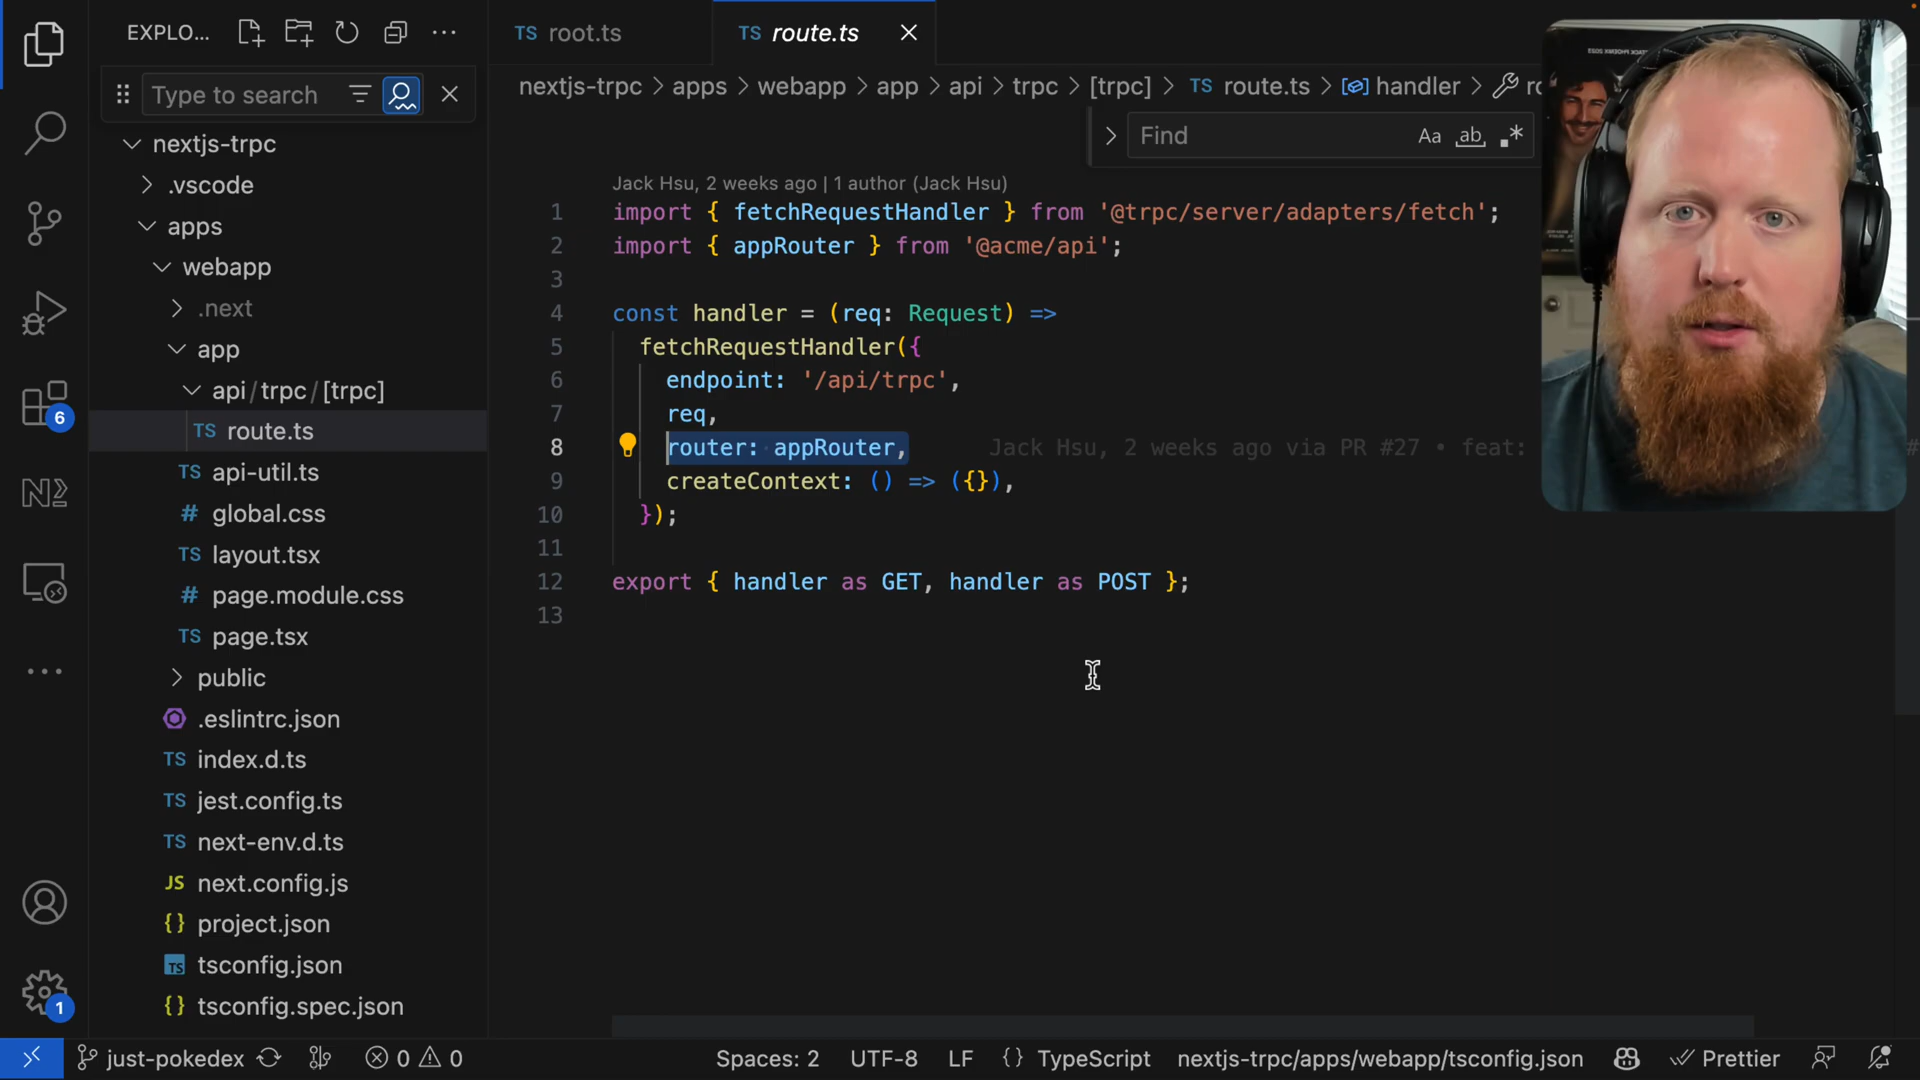 EXPLO...
Type to search
nextjs-trpc
.vscode
apps
webapp
.next
app
api / trpc / [trpc]
TS route.ts
TS api-util.ts
# global.css
TS layout.tsx
# page.module.css
TS page.tsx
public
.eslintrc.json
TS index.d.ts
TS jest.config.ts
TS next-env.d.ts
JS next.config.js
{} project.json
TS tsconfig.json
{} tsconfig.spec.json
6
1
TS root.ts
TS route.ts
nextjs-trpc > apps > webapp > app > api > trpc > [trpc] > TS route.ts > handler >
Find
Aa ab .*
Jack Hsu, 2 weeks ago | 1 author (Jack Hsu)
1 import { fetchRequestHandler } from '@trpc/server/adapters/fetch';
2 import { appRouter } from '@acme/api';
3
4 const handler = (req: Request) =>
5 fetchRequestHandler({
6 endpoint: '/api/trpc',
7 req,
8 router: appRouter, Jack Hsu, 2 weeks ago via PR #27 • feat:
9 createContext: () => ({}),
10 });
11
12 export { handler as GET, handler as POST };
13
just-pokedex
0 0
Spaces: 2
UTF-8
LF
{} TypeScript
nextjs-trpc/apps/webapp/tsconfig.json
Prettier